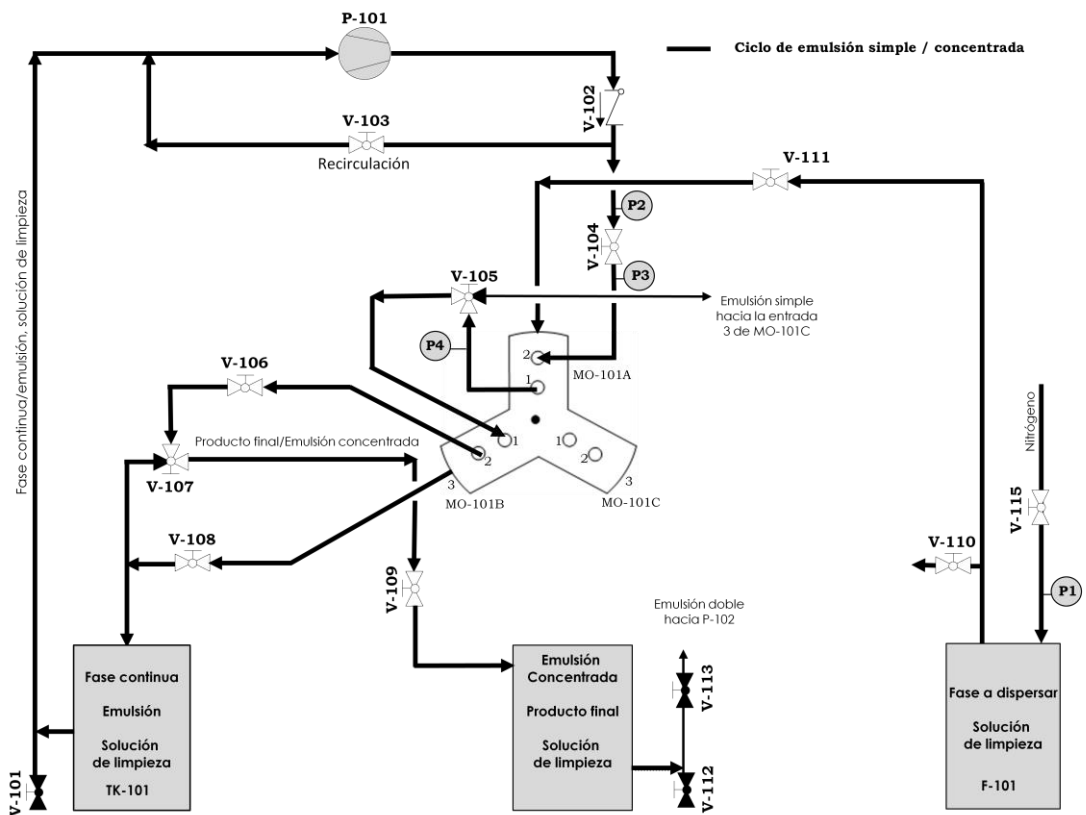 P-101
Ciclo de emulsión simple / concentrada
V-102
V-103
Recirculación
V-111
P2
V-104
P3
V-105
Emulsión simple
hacia la entrada
3 de MO-101C
P4
2
MO-101A
1
V-106
Fase continua/emulsión, solución de limpieza
Producto final/Emulsión concentrada
1
2
3
MO-101B
1
2
3
MO-101C
Nitrógeno
V-107
V-115
V-108
V-110
V-109
P1
Emulsión doble
hacia P-102
Fase continua
Emulsión
Solución
de limpieza
TK-101
V-101
Emulsión
Concentrada
Producto final
Solución
de limpieza
V-113
V-112
Fase a dispersar
Solución
de limpieza
F-101